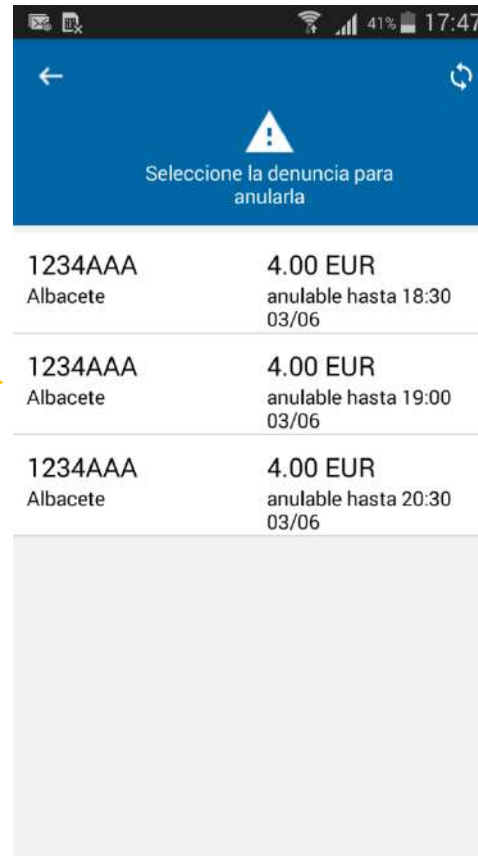 41% 17:47
Seleccione la denuncia para
anularla
1234AAA 4.00 EUR
Albacete anulable hasta 18:30
03/06
1234AAA 4.00 EUR
Albacete anulable hasta 19:00
03/06
1234AAA 4.00 EUR
Albacete anulable hasta 20:30
03/06